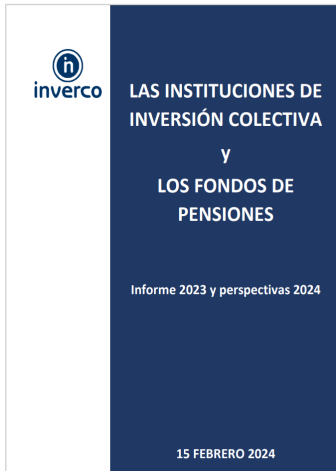 inverco
LAS INSTITUCIONES DE
INVERSIÓN COLECTIVA
y
LOS FONDOS DE
PENSIONES
Informe 2023 y perspectivas 2024
15 FEBRERO 2024